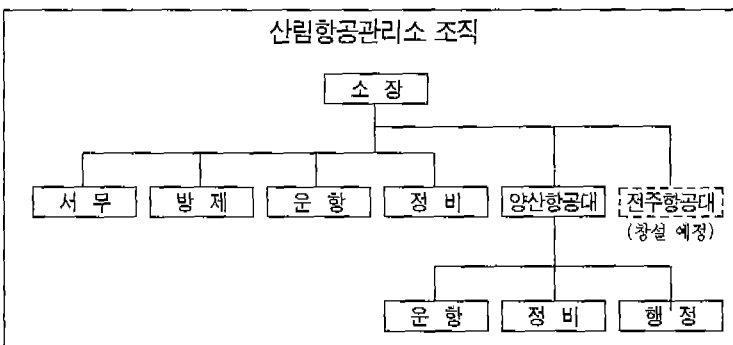 산림항공관리소 조직
소 장
서 무 방 제 운 항 정 비 양산항공대 전주항공대
(창설 예정)
운 항 정 비 행 정